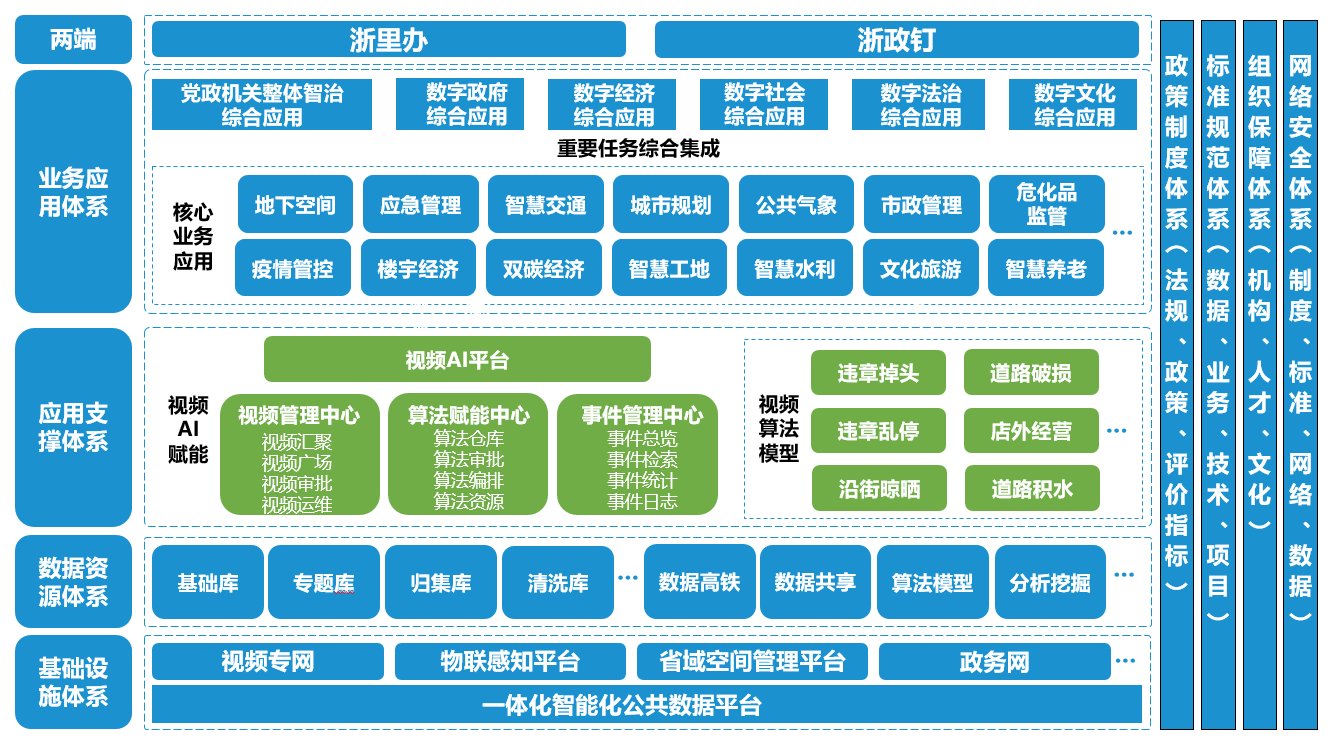 两端
浙里办
浙政钉
业务应
用体系
党政机关整体智治
综合应用
数字政府
综合应用
数字经济
综合应用
数字社会
综合应用
数字法治
综合应用
数字文化
综合应用
重要任务综合集成
核心
业务
应用
地下空间
应急管理
智慧交通
城市规划
公共气象
市政管理
危化品
监管
...
疫情管控
楼宇经济
双碳经济
智慧工地
智慧水利
文化旅游
智慧养老
应用支
撑体系
视频
AI
赋能
视频AI平台
视频管理中心
视频汇聚
视频广场
视频审批
视频运维
算法赋能中心
算法仓库
算法审批
算法编排
算法资源
事件管理中心
事件总览
事件检索
事件统计
事件日志
视频
算法
模型
违章掉头
道路破损
违章乱停
店外经营
...
沿街晾晒
道路积水
数据资
源体系
基础库
专题库
归集库
清洗库
...
数据高铁
数据共享
算法模型
分析挖掘
...
基础设
施体系
视频专网
物联感知平台
省域空间管理平台
政务网
...
一体化智能化公共数据平台
政策制度体系（法规、政策、评价指标）
标准规范体系（数据、业务、技术、项目）
组织保障体系（机构、人才、文化）
网络安全体系（制度、标准、网络、数据）